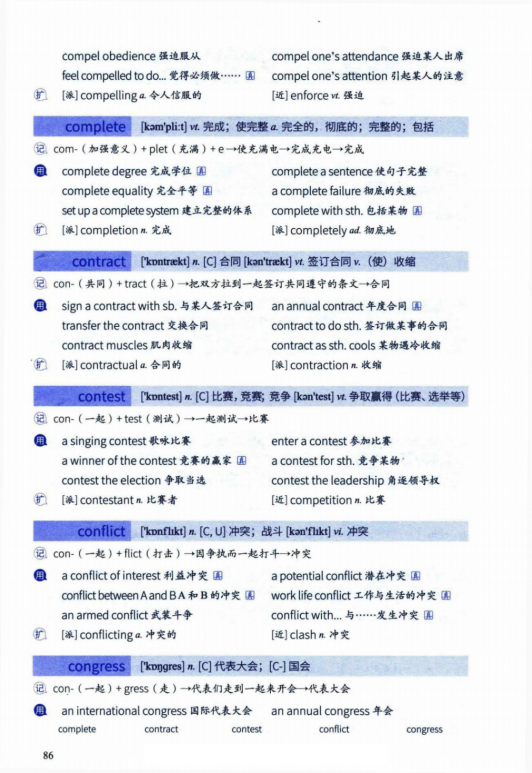 compel obedience 强迫服从 compel one's attendance 强迫某人出席
feel compelled to do... 觉得必须做…… 真 compel one's attention 引起某人的注意
扩 [派] compelling a. 令人信服的 [近] enforce vt. 强迫
complete [kəm'pliːt] vt. 完成；使完整 a. 完全的，彻底的；完整的；包括
记 com-（加强意义）+ plet（充满）+ e→使充满电→完成充电→完成
用 complete degree 完成学位 真 complete a sentence 使句子完整
complete equality 完全平等 真 a complete failure 彻底的失败
set up a complete system 建立完整的体系 complete with sth. 包括某物 真
扩 [派] completion n. 完成 [派] completely ad. 彻底地
contract ['kɒntrækt] n. [C] 合同 [kən'trækt] vt. 签订合同 v.（使）收缩
记 con-（共同）+ tract（拉）→把双方拉到一起签订共同遵守的条文→合同
用 sign a contract with sb. 与某人签订合同 an annual contract 年度合同 真
transfer the contract 交换合同 contract to do sth. 签订做某事的合同
contract muscles 肌肉收缩 contract as sth. cools 某物遇冷收缩
扩 [派] contractual a. 合同的 [派] contraction n. 收缩
contest ['kɒntest] n. [C] 比赛，竞赛；竞争 [kən'test] vt. 争取赢得（比赛、选举等）
记 con-（一起）+ test（测试）→一起测试→比赛
用 a singing contest 歌咏比赛 enter a contest 参加比赛
a winner of the contest 竞赛的赢家 真 a contest for sth. 竞争某物
contest the election 争取当选 contest the leadership 角逐领导权
扩 [派] contestant n. 比赛者 [近] competition n. 比赛
conflict ['kɒnflɪkt] n. [C, U] 冲突；战斗 [kən'flɪkt] vi. 冲突
记 con-（一起）+ flict（打击）→因争执而一起打斗→冲突
用 a conflict of interest 利益冲突 真 a potential conflict 潜在冲突 真
conflict between A and B A 和 B 的冲突 真 work life conflict 工作与生活的冲突 真
an armed conflict 武装斗争 conflict with... 与……发生冲突 真
扩 [派] conflicting a. 冲突的 [近] clash n. 冲突
congress ['kɒŋgres] n. [C] 代表大会；[C-] 国会
记 con-（一起）+ gress（走）→代表们走到一起来开会→代表大会
用 an international congress 国际代表大会 an annual congress 年会
complete contract contest conflict congress
86